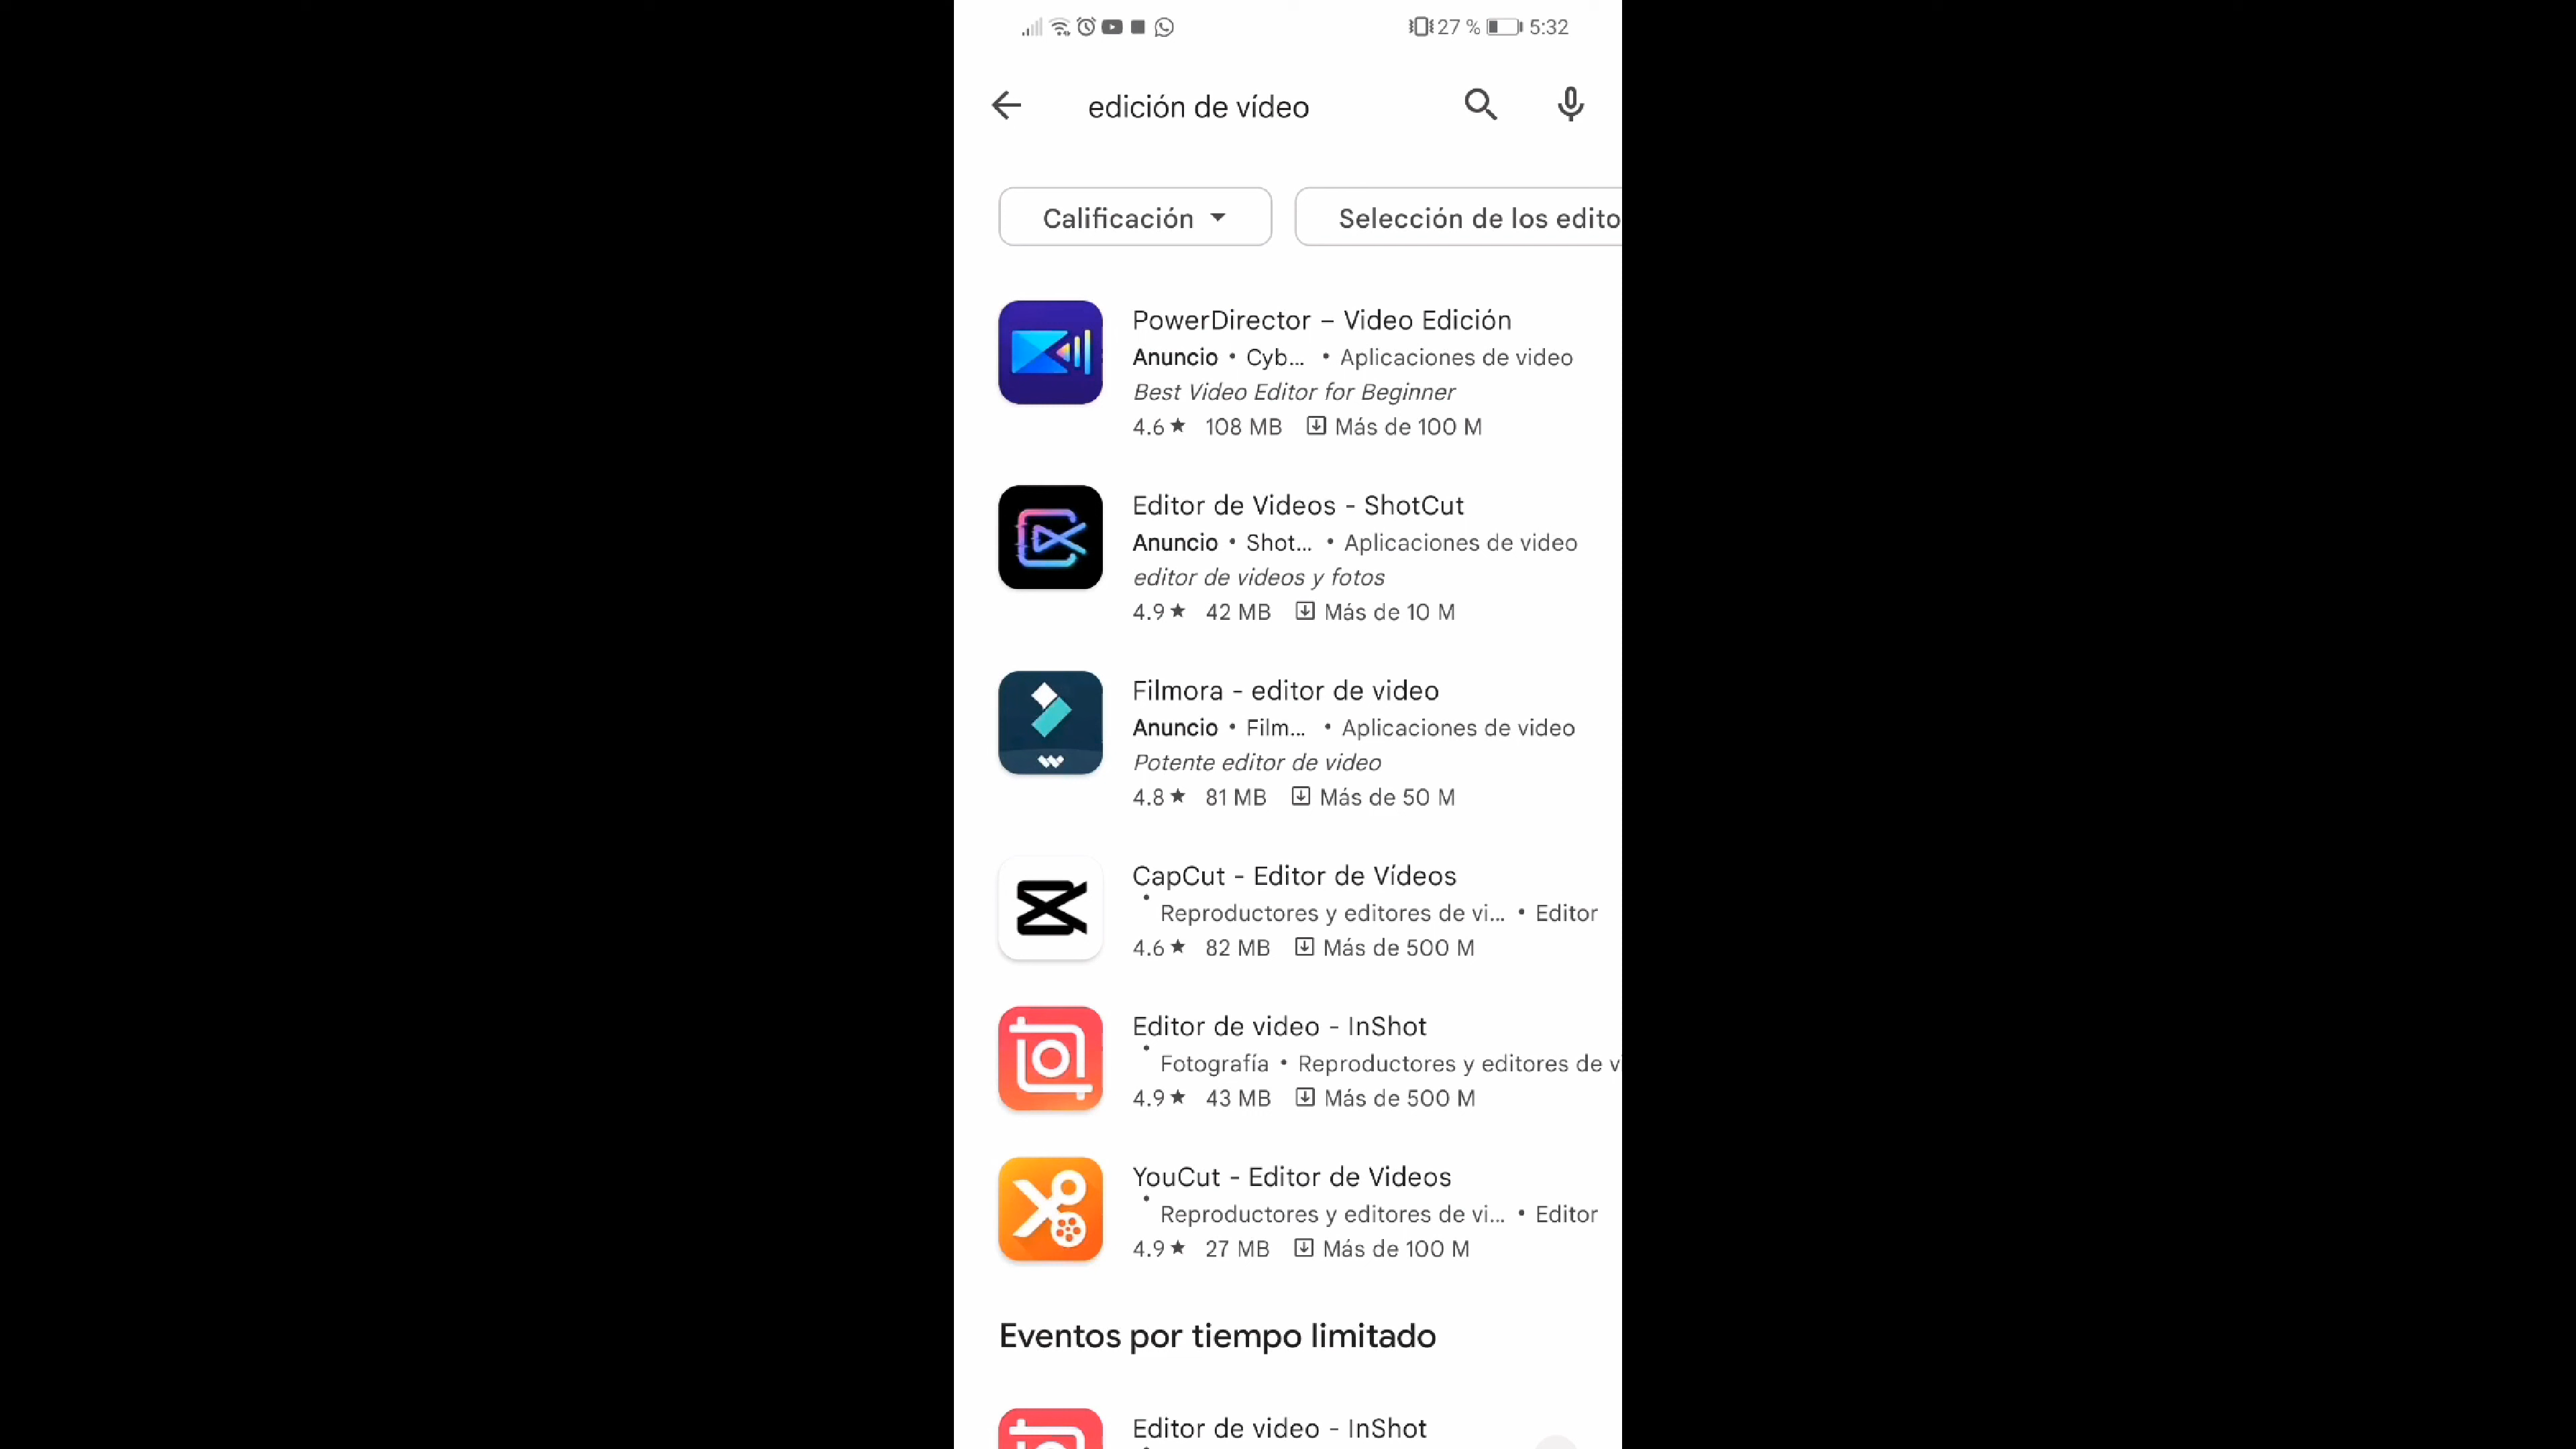 27 % 5:32
edición de vídeo
Calificación Selección de los edito
PowerDirector – Video Edición
Anuncio • Cyb... • Aplicaciones de video
Best Video Editor for Beginner
4.6★ 108 MB Más de 100 M
Editor de Videos - ShotCut
Anuncio • Shot... • Aplicaciones de video
editor de videos y fotos
4.9★ 42 MB Más de 10 M
Filmora - editor de video
Anuncio • Film... • Aplicaciones de video
Potente editor de video
4.8★ 81 MB Más de 50 M
CapCut - Editor de Vídeos
• Reproductores y editores de vi... • Editor
4.6★ 82 MB Más de 500 M
Editor de video - InShot
• Fotografía • Reproductores y editores de v
4.9★ 43 MB Más de 500 M
YouCut - Editor de Videos
• Reproductores y editores de vi... • Editor
4.9★ 27 MB Más de 100 M
Eventos por tiempo limitado
Editor de video - InShot